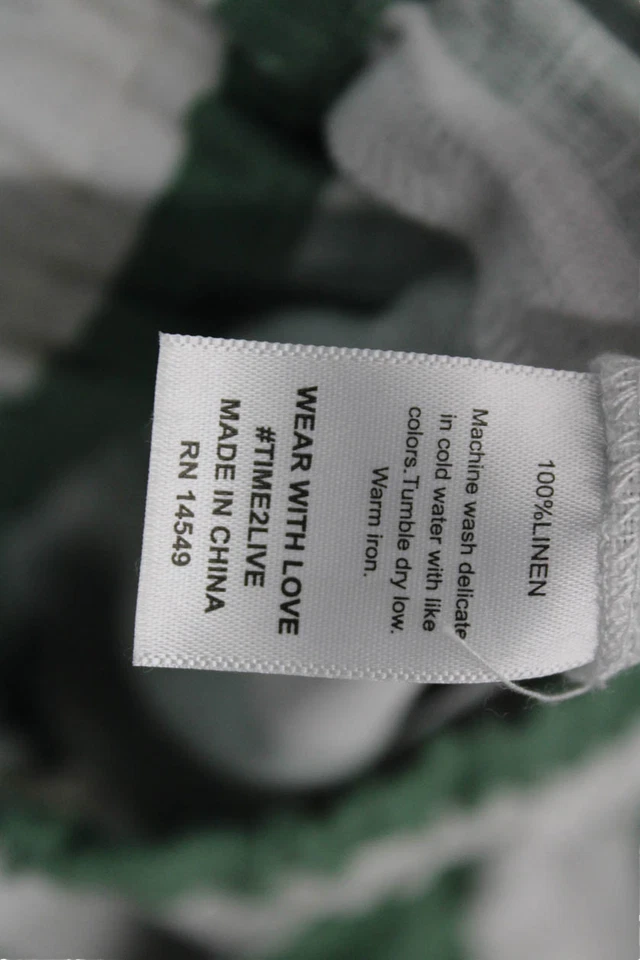 100%LINEN
Machine wash delicate
in cold water with like
colors.Tumble dry low.
Warm iron.
WEAR WITH LOVE
#TIME2LIVE
MADE IN CHINA
RN 14549